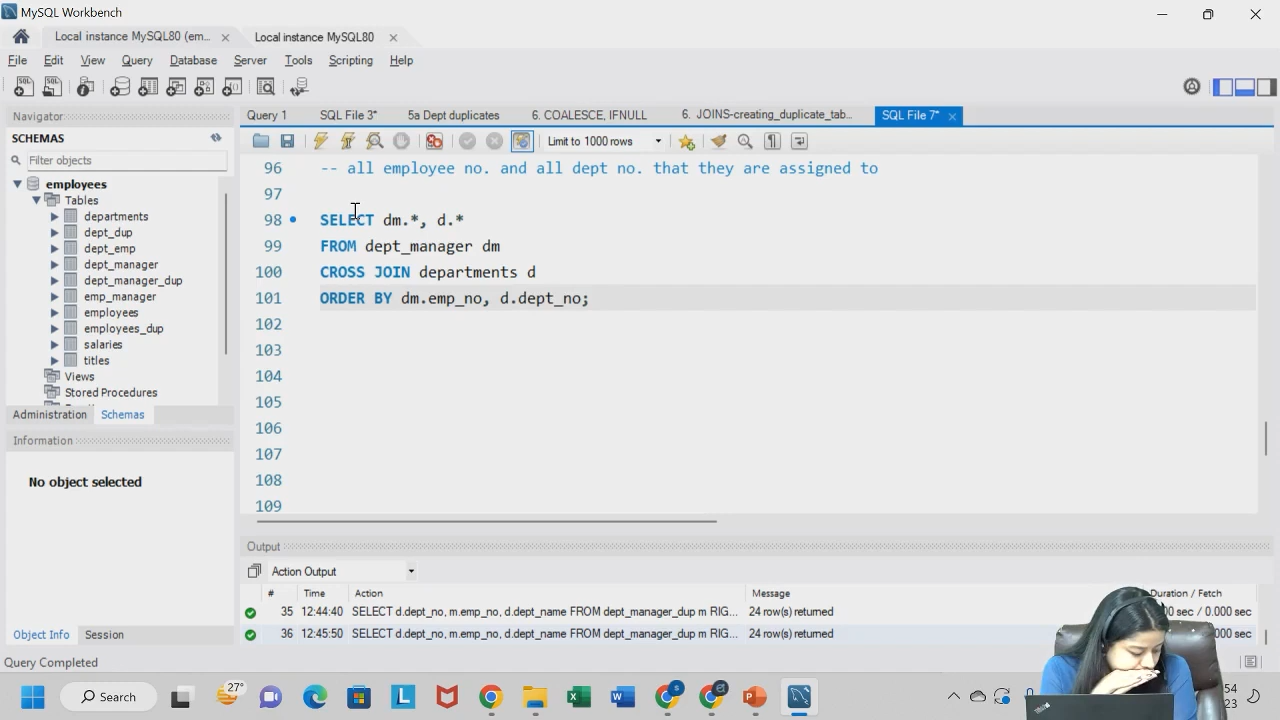 MySQL Workbench
Local instance MySQL80 (em...
Local instance MySQL80
File Edit View Query Database Server Tools Scripting Help
Navigator
Query 1
SQL File 3*
5a Dept duplicates
6. COALESCE, IFNULL
6. JOINS-creating_duplicate_tab...
SQL File 7*
SCHEMAS
Limit to 1000 rows
Filter objects
employees
Tables
departments
dept_dup
dept_emp
dept_manager
dept_manager_dup
emp_manager
employees
employees_dup
salaries
titles
Views
Stored Procedures
Administration Schemas
Information
No object selected
Object Info Session
96 -- all employee no. and all dept no. that they are assigned to
97
98 SELECT dm.*, d.*
99 FROM dept_manager dm
100 CROSS JOIN departments d
101 ORDER BY dm.emp_no, d.dept_no;
102
103
104
105
106
107
108
109
Output
Action Output
# Time Action Message Duration / Fetch
35 12:44:40 SELECT d.dept_no, m.emp_no, d.dept_name FROM dept_manager_dup m RIG... 24 row(s) returned 00 sec / 0.000 sec
36 12:45:50 SELECT d.dept_no, m.emp_no, d.dept_name FROM dept_manager_dup m RIG... 24 row(s) returned 000 sec
Query Completed
Search
27°